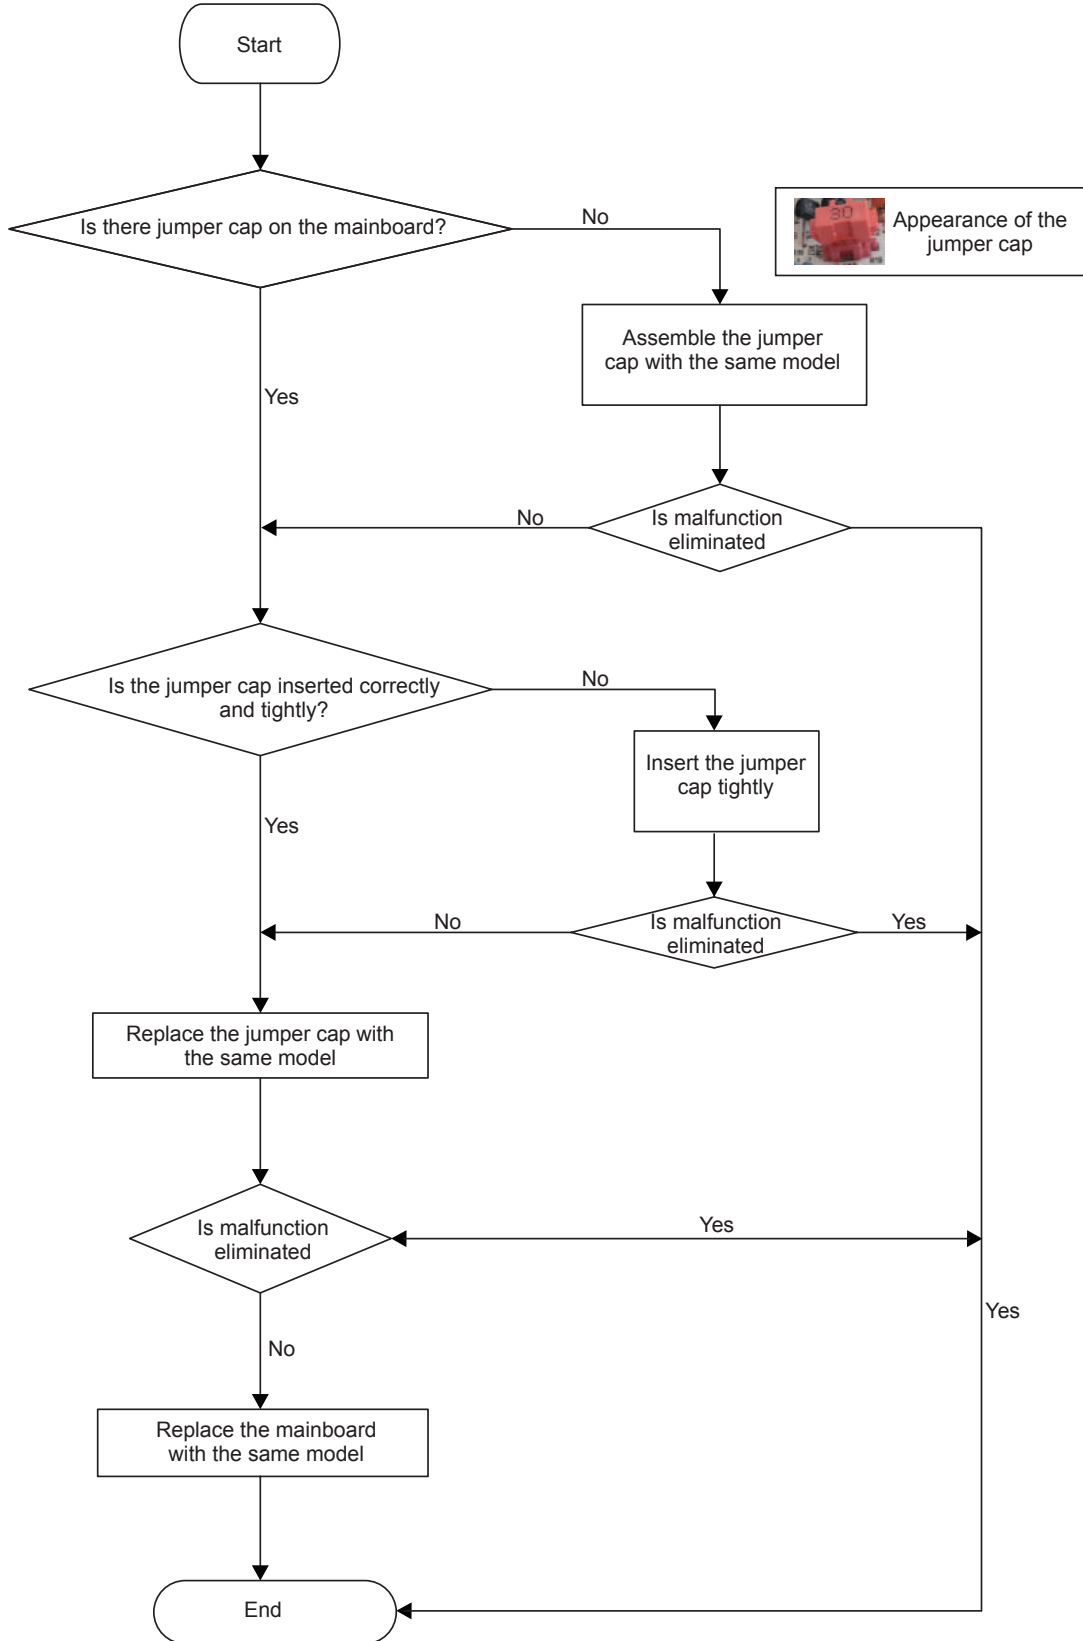 Start
Is there jumper cap on the mainboard?
No
30
Appearance of the
jumper cap
Assemble the jumper
cap with the same model
Yes
No
Is malfunction
eliminated
Is the jumper cap inserted correctly
and tightly?
No
Insert the jumper
cap tightly
Yes
No
Is malfunction
eliminated
Yes
Replace the jumper cap with
the same model
Is malfunction
eliminated
Yes
Yes
No
Replace the mainboard
with the same model
End